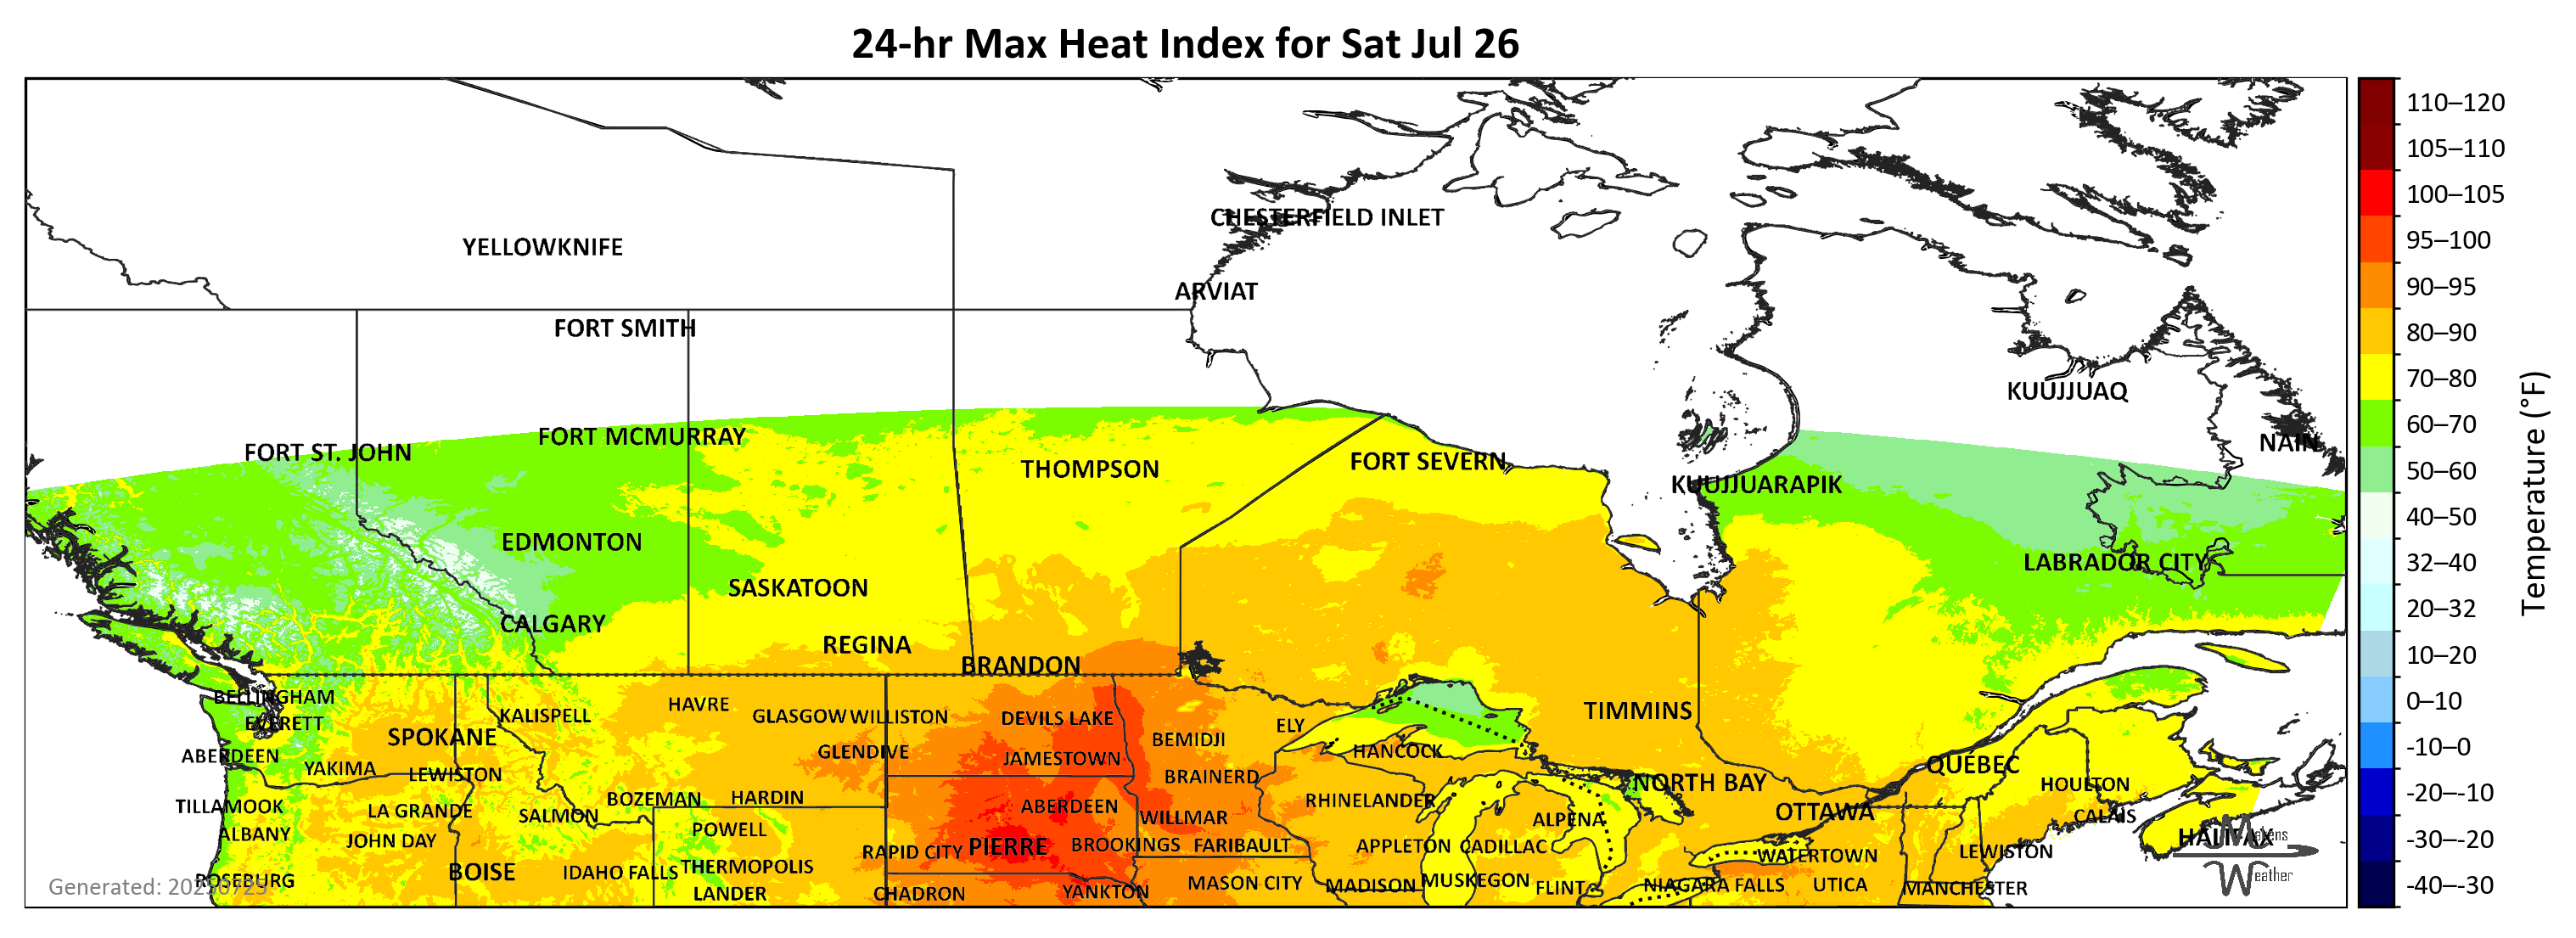 24-hr Max Heat Index for Sat Jul 26
110–120
105–110
100–105
95–100
90–95
80–90
70–80
60–70
50–60
40–50
32–40
20–32
10–20
0–10
-10–0
-20–-10
-30–-20
-40–-30
Temperature (°F)
CHESTERFIELD INLET
YELLOWKNIFE
ARVIAT
FORT SMITH
KUUJJUAQ
FORT MCMURRAY
NAIN
FORT ST. JOHN
FORT SEVERN
THOMPSON
KUUJJUARAPIK
EDMONTON
LABRADOR CITY
SASKATOON
CALGARY
REGINA
BRANDON
BELLINGHAM
HAVRE
TIMMINS
KALISPELL
GLASGOW
WILLISTON
DEVILS LAKE
EVERETT
ELY
SPOKANE
BEMIDJI
GLENDIVE
HANCOCK
ABERDEEN
JAMESTOWN
QUÉBEC
YAKIMA
LEWISTON
BRAINERD
NORTH BAY
HOULTON
BOZEMAN
HARDIN
RHINELANDER
TILLAMOOK
ABERDEEN
LA GRANDE
SALMON
WILLMAR
OTTAWA
CALAIS
ALPENA
ALBANY
POWELL
HALIFAX
Makens
JOHN DAY
PIERRE
BROOKINGS
FARIBAULT
APPLETON
CADILLAC
RAPID CITY
LEWISTON
WATERTOWN
BOISE
IDAHO FALLS
THERMOPOLIS
Weather
ROSEBURG
MUSKEGON
MASON CITY
MADISON
FLINT
NIAGARA FALLS
UTICA
MANCHESTER
Generated: 20250725
LANDER
CHADRON
YANKTON